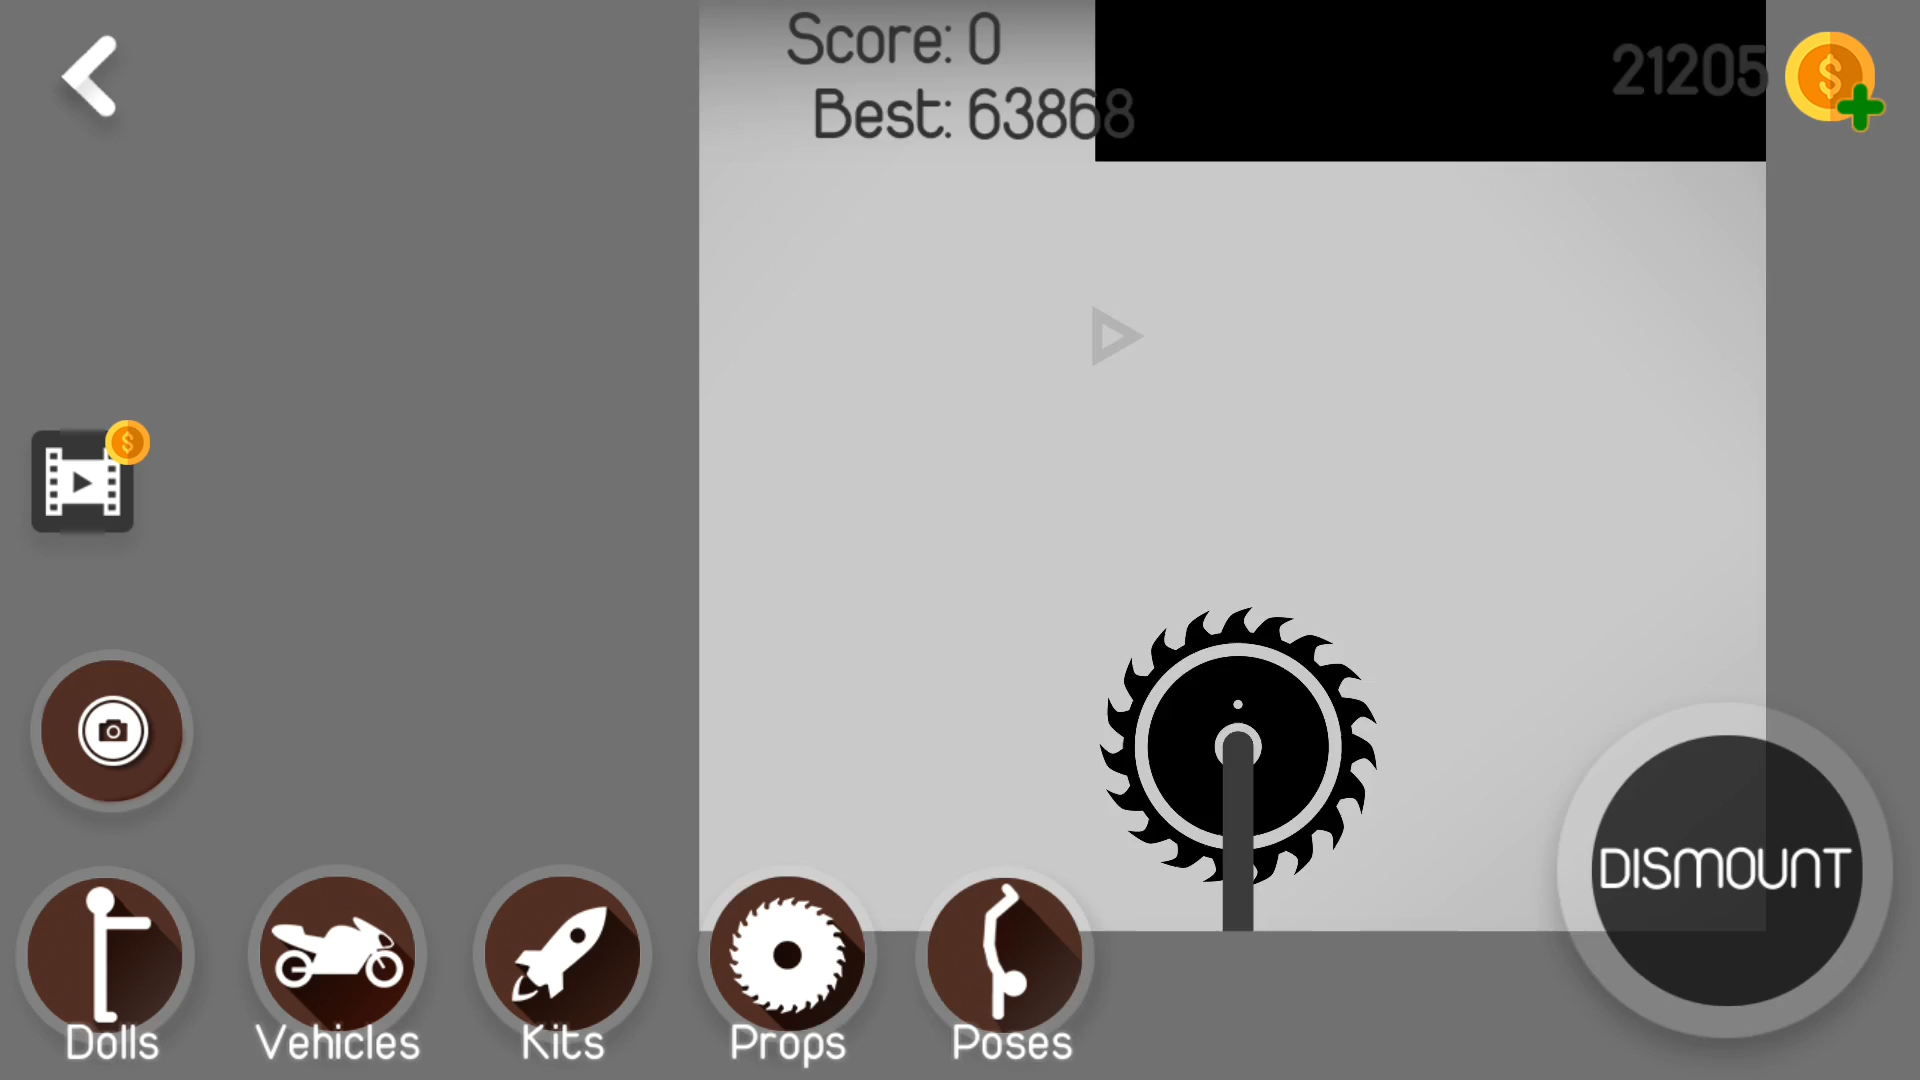 Score: 0
Best: 63868
21205
Dolls
Vehicles
Kits
Props
Poses
DISMOUNT